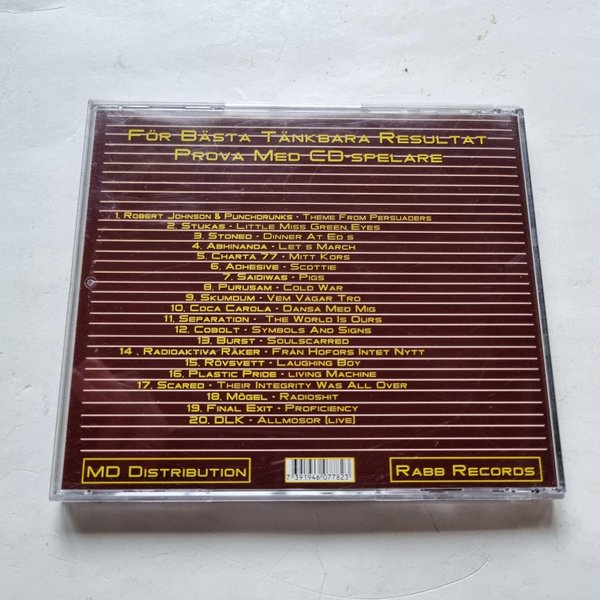 För Bästa Tänkbara Resultat
Prova Med CD-spelare
1. Robert Johnson & Punchdrunks - Theme From Persuaders
2. Stukas - Little Miss Green Eyes
3. Stoned - Dinner At Ed's
4. Abhinanda - Let's March
5. Charta 77 - Mitt Kors
6. Adhesive - Scottie
7. Saidiwas - Pigs
8. Purusam - Cold War
9. Skumdum - Vem Vågar Tro
10. Coca Carola - Dansa Med Mig
11. Separation - The World Is Ours
12. Cobolt - Symbols And Signs
13. Burst - Soulscarred
14 . Radioaktiva Räker - Från Hofors Intet Nytt
15. Rövsvett - Laughing Boy
16. Plastic Pride - living Machine
17. Scared - Their Integrity Was All Over
18. Mögel - Radioshit
19. Final Exit - Proficiency
20. DLK - Allmosor (live)
MD Distribution
7 391946 077823
Rabb Records